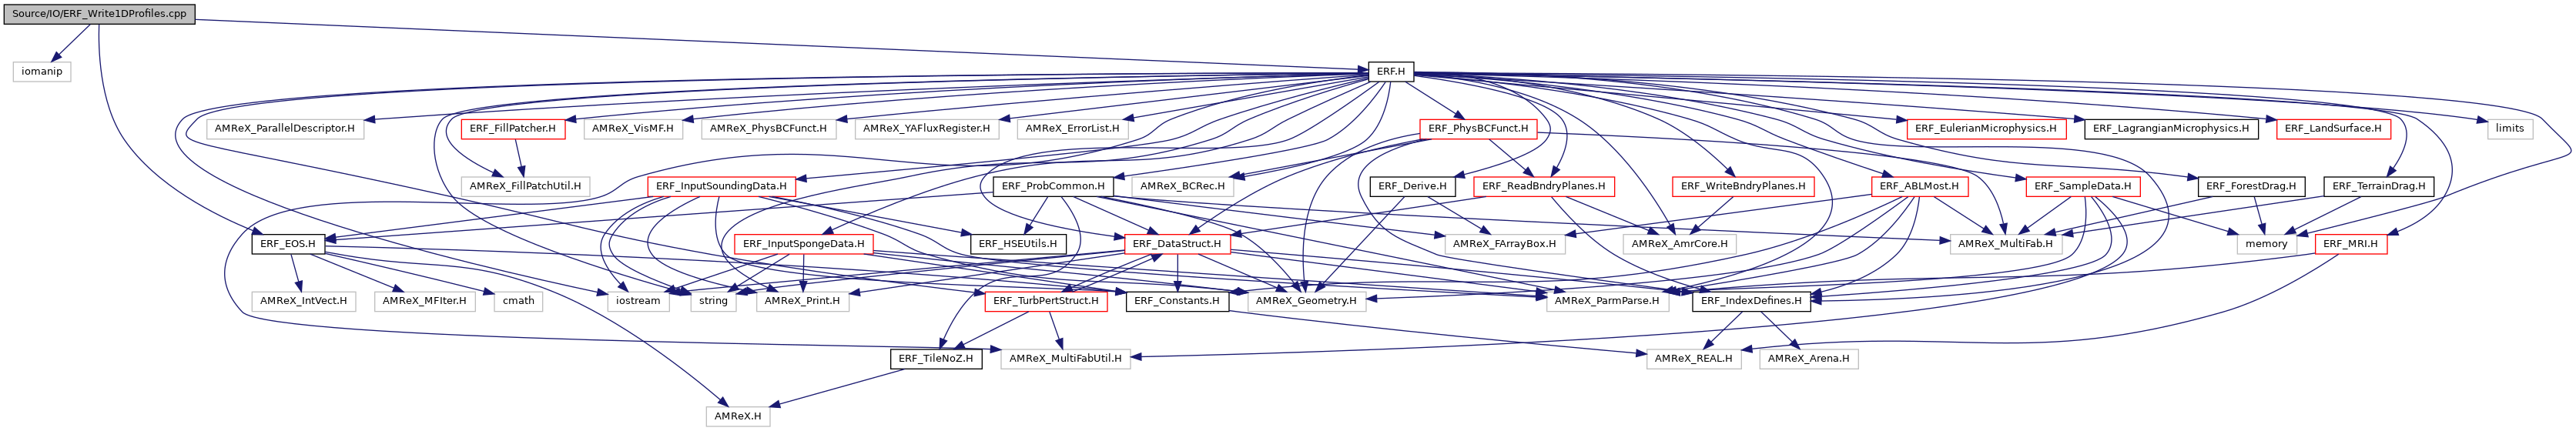 Source/IO/ERF_Write1DProfiles.cpp
iomanip
ERF.H
AMReX_ParallelDescriptor.H
ERF_FillPatcher.H
AMReX_VisMF.H
AMReX_PhysBCFunct.H
AMReX_YAFluxRegister.H
AMReX_ErrorList.H
ERF_PhysBCFunct.H
ERF_EulerianMicrophysics.H
ERF_LagrangianMicrophysics.H
ERF_LandSurface.H
limits
AMReX_FillPatchUtil.H
ERF_InputSoundingData.H
ERF_ProbCommon.H
AMReX_BCRec.H
ERF_Derive.H
ERF_ReadBndryPlanes.H
ERF_WriteBndryPlanes.H
ERF_ABLMost.H
ERF_SampleData.H
ERF_ForestDrag.H
ERF_TerrainDrag.H
ERF_EOS.H
ERF_InputSpongeData.H
ERF_HSEUtils.H
ERF_DataStruct.H
AMReX_FArrayBox.H
AMReX_AmrCore.H
AMReX_MultiFab.H
memory
ERF_MRI.H
AMReX_IntVect.H
AMReX_MFIter.H
cmath
iostream
string
AMReX_Print.H
ERF_TurbPertStruct.H
ERF_Constants.H
AMReX_Geometry.H
AMReX_ParmParse.H
ERF_IndexDefines.H
ERF_TileNoZ.H
AMReX_MultiFabUtil.H
AMReX_REAL.H
AMReX_Arena.H
AMReX.H